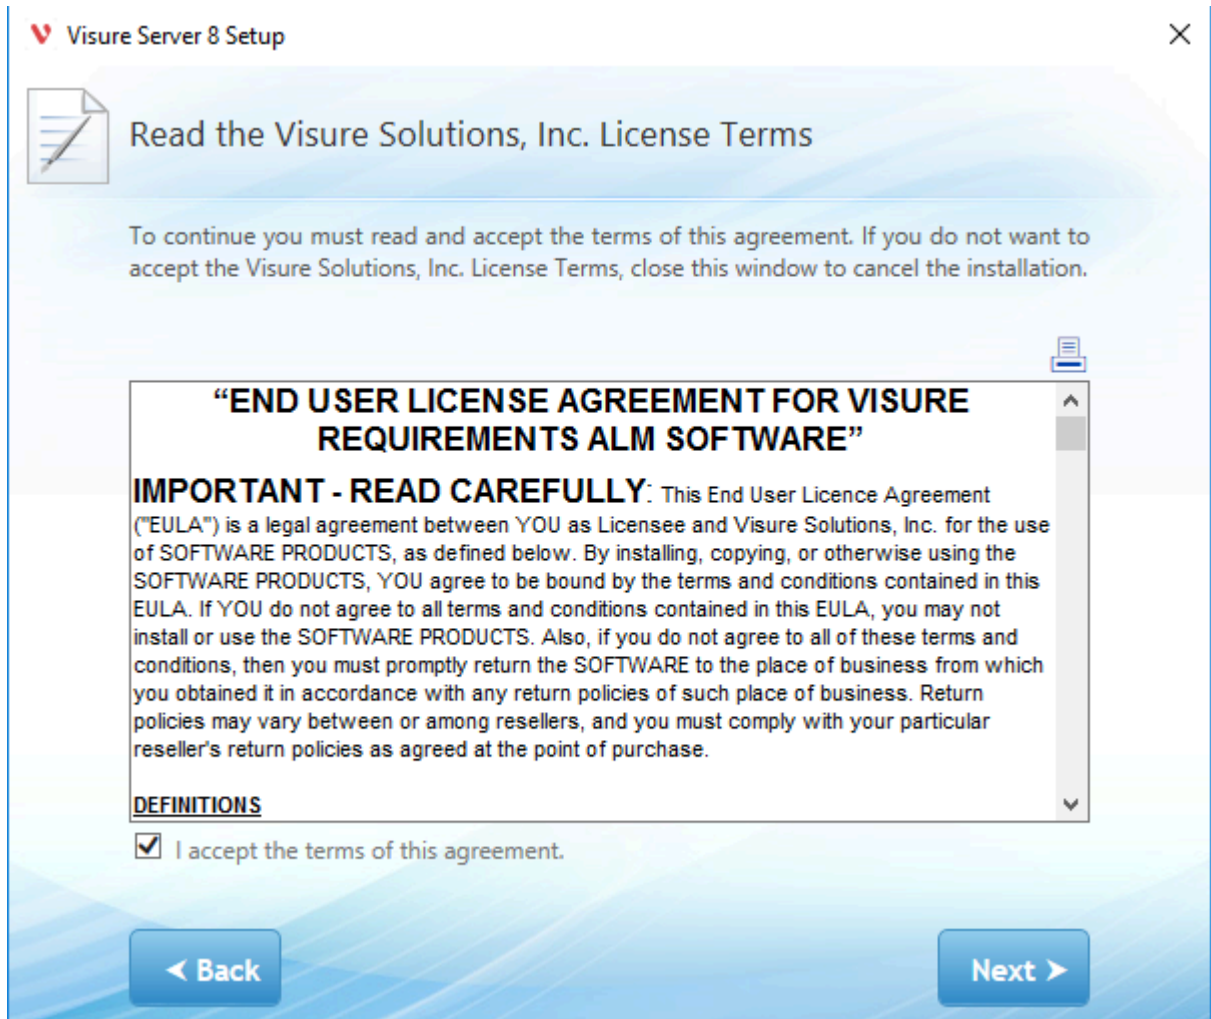 Visure Server 8 Setup
Read the Visure Solutions, Inc. License Terms
To continue you must read and accept the terms of this agreement. If you do not want to
accept the Visure Solutions, Inc. License Terms, close this window to cancel the installation.
“END USER LICENSE AGREEMENT FOR VISURE
REQUIREMENTS ALM SOFTWARE”
IMPORTANT - READ CAREFULLY: This End User Licence Agreement
("EULA") is a legal agreement between YOU as Licensee and Visure Solutions, Inc. for the use
of SOFTWARE PRODUCTS, as defined below. By installing, copying, or otherwise using the
SOFTWARE PRODUCTS, YOU agree to be bound by the terms and conditions contained in this
EULA. If YOU do not agree to all terms and conditions contained in this EULA, you may not
install or use the SOFTWARE PRODUCTS. Also, if you do not agree to all of these terms and
conditions, then you must promptly return the SOFTWARE to the place of business from which
you obtained it in accordance with any return policies of such place of business. Return
policies may vary between or among resellers, and you must comply with your particular
reseller's return policies as agreed at the point of purchase.
DEFINITIONS
I accept the terms of this agreement.
Back
Next